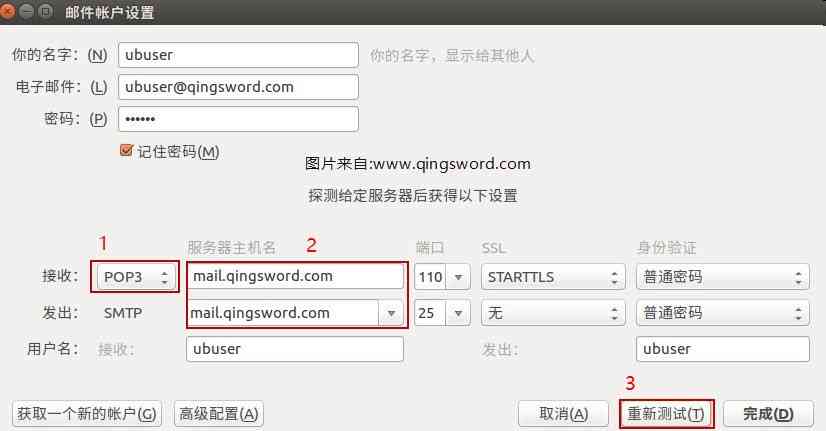 邮件帐户设置
你的名字：(N) ubuser 你的名字，显示给其他人
电子邮件：(L) ubuser@qingsword.com
密码：(P) ••••••
记住密码(M)
图片来自:www.qingsword.com
探测给定服务器后获得以下设置
1 服务器主机名 2 端口 SSL 身份验证
接收： POP3 mail.qingsword.com 110 STARTTLS 普通密码
发出： SMTP mail.qingsword.com 25 无 普通密码
用户名： 接收： ubuser 发出： ubuser
3
获取一个新的帐户(G) 高级配置(A) 取消(A) 重新测试(T) 完成(D)